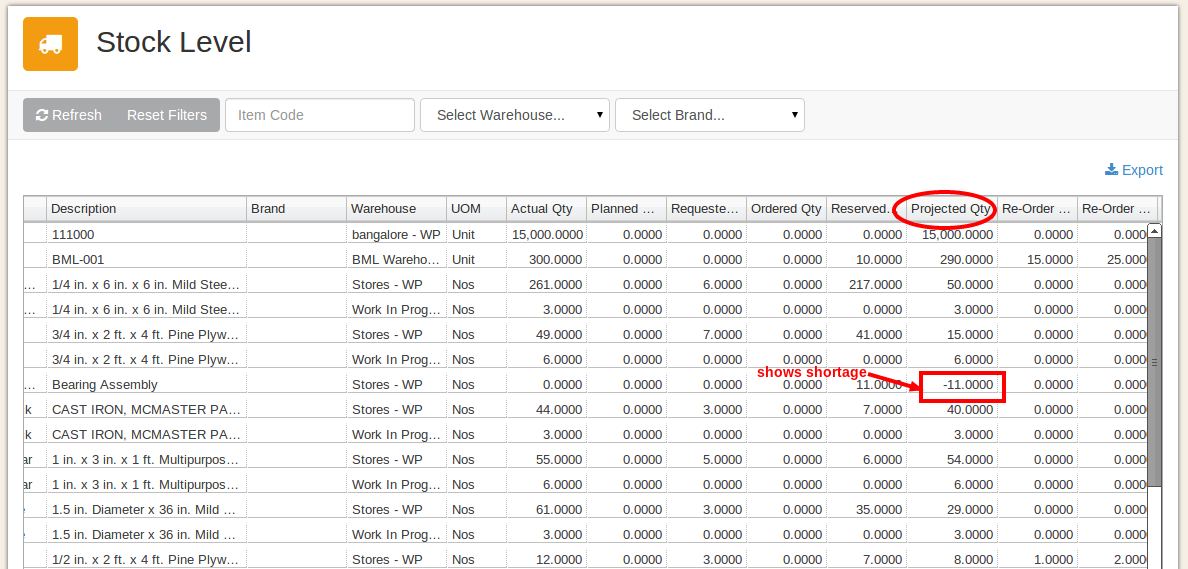 Stock Level
Refresh Reset Filters Item Code Select Warehouse... Select Brand...
Export
Description Brand Warehouse UOM Actual Qty Planned ... Requeste... Ordered Qty Reserved... Projected Qty Re-Order ... Re-Order ...
111000 bangalore - WP Unit 15,000.0000 0.0000 0.0000 0.0000 0.0000 15,000.0000 0.0000 0.000
BML-001 BML Wareho... Unit 300.0000 0.0000 0.0000 0.0000 10.0000 290.0000 15.0000 25.000
... 1/4 in. x 6 in. x 6 in. Mild Stee... Stores - WP Nos 261.0000 0.0000 6.0000 0.0000 217.0000 50.0000 0.0000 0.000
... 1/4 in. x 6 in. x 6 in. Mild Stee... Work In Prog... Nos 3.0000 0.0000 0.0000 0.0000 0.0000 3.0000 0.0000 0.000
3/4 in. x 2 ft. x 4 ft. Pine Plyw... Stores - WP Nos 49.0000 0.0000 7.0000 0.0000 41.0000 15.0000 0.0000 0.000
3/4 in. x 2 ft. x 4 ft. Pine Plyw... Work In Prog... Nos 6.0000 0.0000 0.0000 0.0000 0.0000 6.0000 0.0000 0.000
shows shortage
... Bearing Assembly Stores - WP Nos 0.0000 0.0000 0.0000 0.0000 11.0000 -11.0000 0.0000 0.000
k CAST IRON, MCMASTER PA... Stores - WP Nos 44.0000 0.0000 3.0000 0.0000 7.0000 40.0000 0.0000 0.000
k CAST IRON, MCMASTER PA... Work In Prog... Nos 3.0000 0.0000 0.0000 0.0000 0.0000 3.0000 0.0000 0.000
ar 1 in. x 3 in. x 1 ft. Multipurpos... Stores - WP Nos 55.0000 0.0000 5.0000 0.0000 6.0000 54.0000 0.0000 0.000
ar 1 in. x 3 in. x 1 ft. Multipurpos... Work In Prog... Nos 6.0000 0.0000 0.0000 0.0000 0.0000 6.0000 0.0000 0.000
1.5 in. Diameter x 36 in. Mild ... Stores - WP Nos 61.0000 0.0000 3.0000 0.0000 35.0000 29.0000 0.0000 0.000
1.5 in. Diameter x 36 in. Mild ... Work In Prog... Nos 3.0000 0.0000 0.0000 0.0000 0.0000 3.0000 0.0000 0.000
1/2 in. x 2 ft. x 4 ft. Pine Plyw... Stores - WP Nos 12.0000 0.0000 3.0000 0.0000 7.0000 8.0000 1.0000 2.000